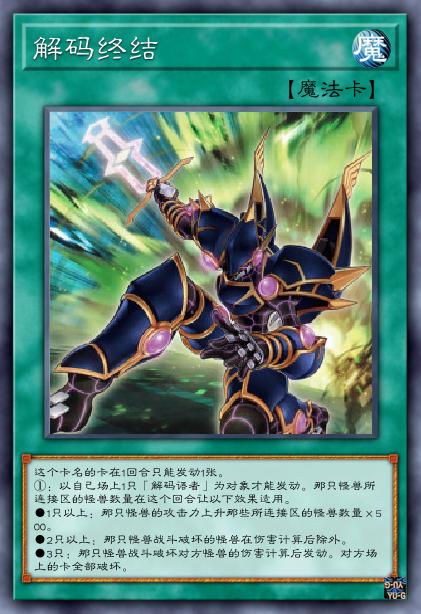 解码终结
魔
【魔法卡】
这个卡名的卡在1回合只能发动1张。
①：以自己场上1只「解码语者」为对象才能发动。那只怪兽所
连接区的怪兽数量在这个回合让以下效果适用。
●1只以上：那只怪兽的攻击力上升那些所连接区的怪兽数量×5
00。
●2只以上：那只怪兽战斗破坏的怪兽在伤害计算后除外。
●3只：那只怪兽战斗破坏对方怪兽的伤害计算后发动。对方场
上的卡全部破坏。